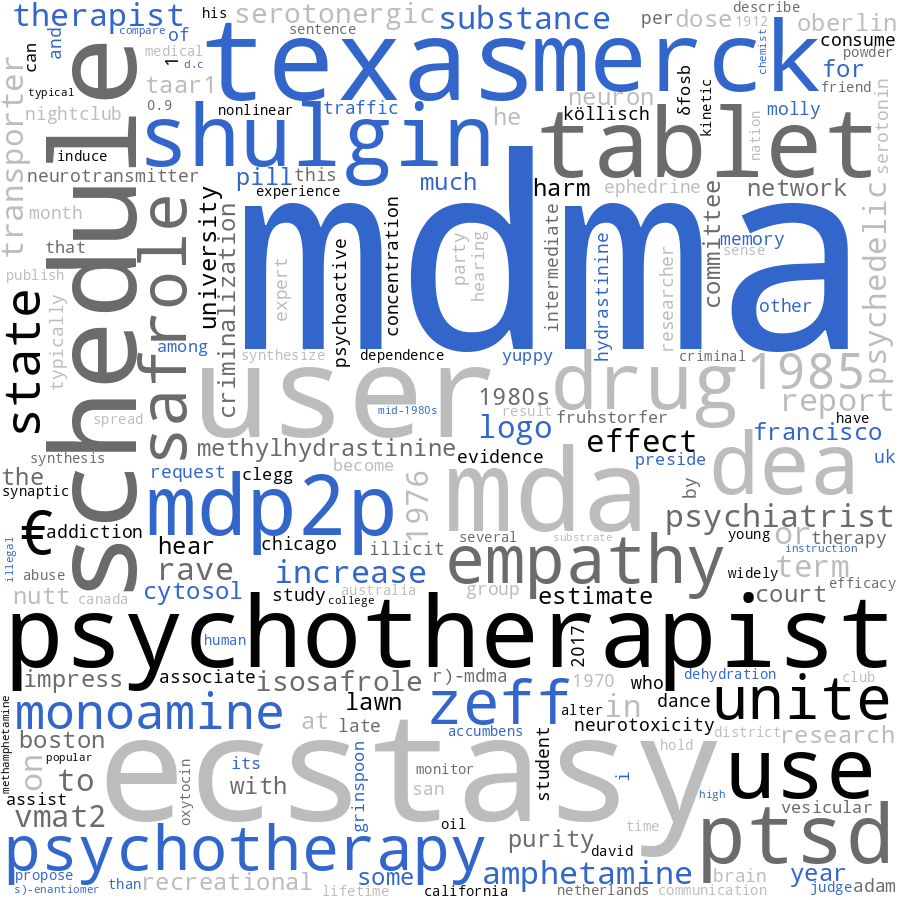 therapist
his
serotonergic
substance
per
dose
describe
1912
oberlin
compare
of
sentence
can
and
1
medical
d.c
texas
merck
chemist
consume
powder
for
friend
typical
taar1
0.9
nonlinear
traffic
he
neuron
köllisch
δfosb
kinetic
molly
nation
serotonin
nightclub
transporter
schedule
shulgin
tablet
induce
neurotransmitter
pill
this
experience
much
harm
ephedrine
network
month
that
publish
typically
safrole
university
criminalization
mdma
expert
psychoactive
concentration
party
hearing
intermediate
hydrastinine
researcher
committee
memory
sense
other
psychedelic
state
among
synthesize
dependence
yuppy
criminal
spread
user
mid-1980s
1980s
result
drug
fruhstorfer
1985
report
have
logo
effect
francisco
methylhydrastinine
evidence
preside
dea
uk
the
synthesis
synaptic
request
clegg
become
mdp2p
1976
mda
by
psychiatrist
€
addiction
hear
chicago
illicit
several
substrate
empathy
young
or
therapy
instruction
illegal
abuse
rave
increase
widely
term
efficacy
nutt
canada
cytosol
study
college
australia
group
estimate
court
psychotherapist
human
2017
impress
associate
isosafrole
r)-mdma
1970
who
dehydration
club
methamphetamine
monoamine
lawn
zeff
alter
in
dance
unite
at
late
accumbens
neurotoxicity
district
research
boston
popular
on
to
ecstasy
hold
use
assist
vmat2
oxytocin
its
with
grinspoon
monitor
san
student
i
high
vesicular
ptsd
oil
time
psychotherapy
purity
david
propose
s)-enantiomer
than
recreational
lifetime
some
california
amphetamine
netherlands
communication
brain
year
judge
adam